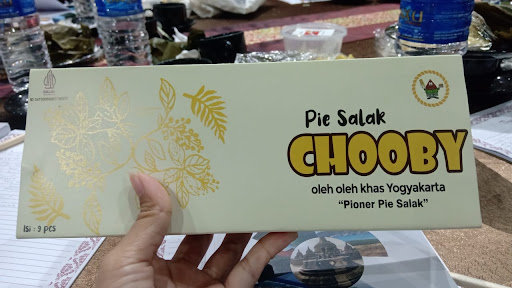 Pie Salak
CHOOBY
oleh oleh khas Yogyakarta
"Pioner Pie Salak"
Isi : 9 pcs